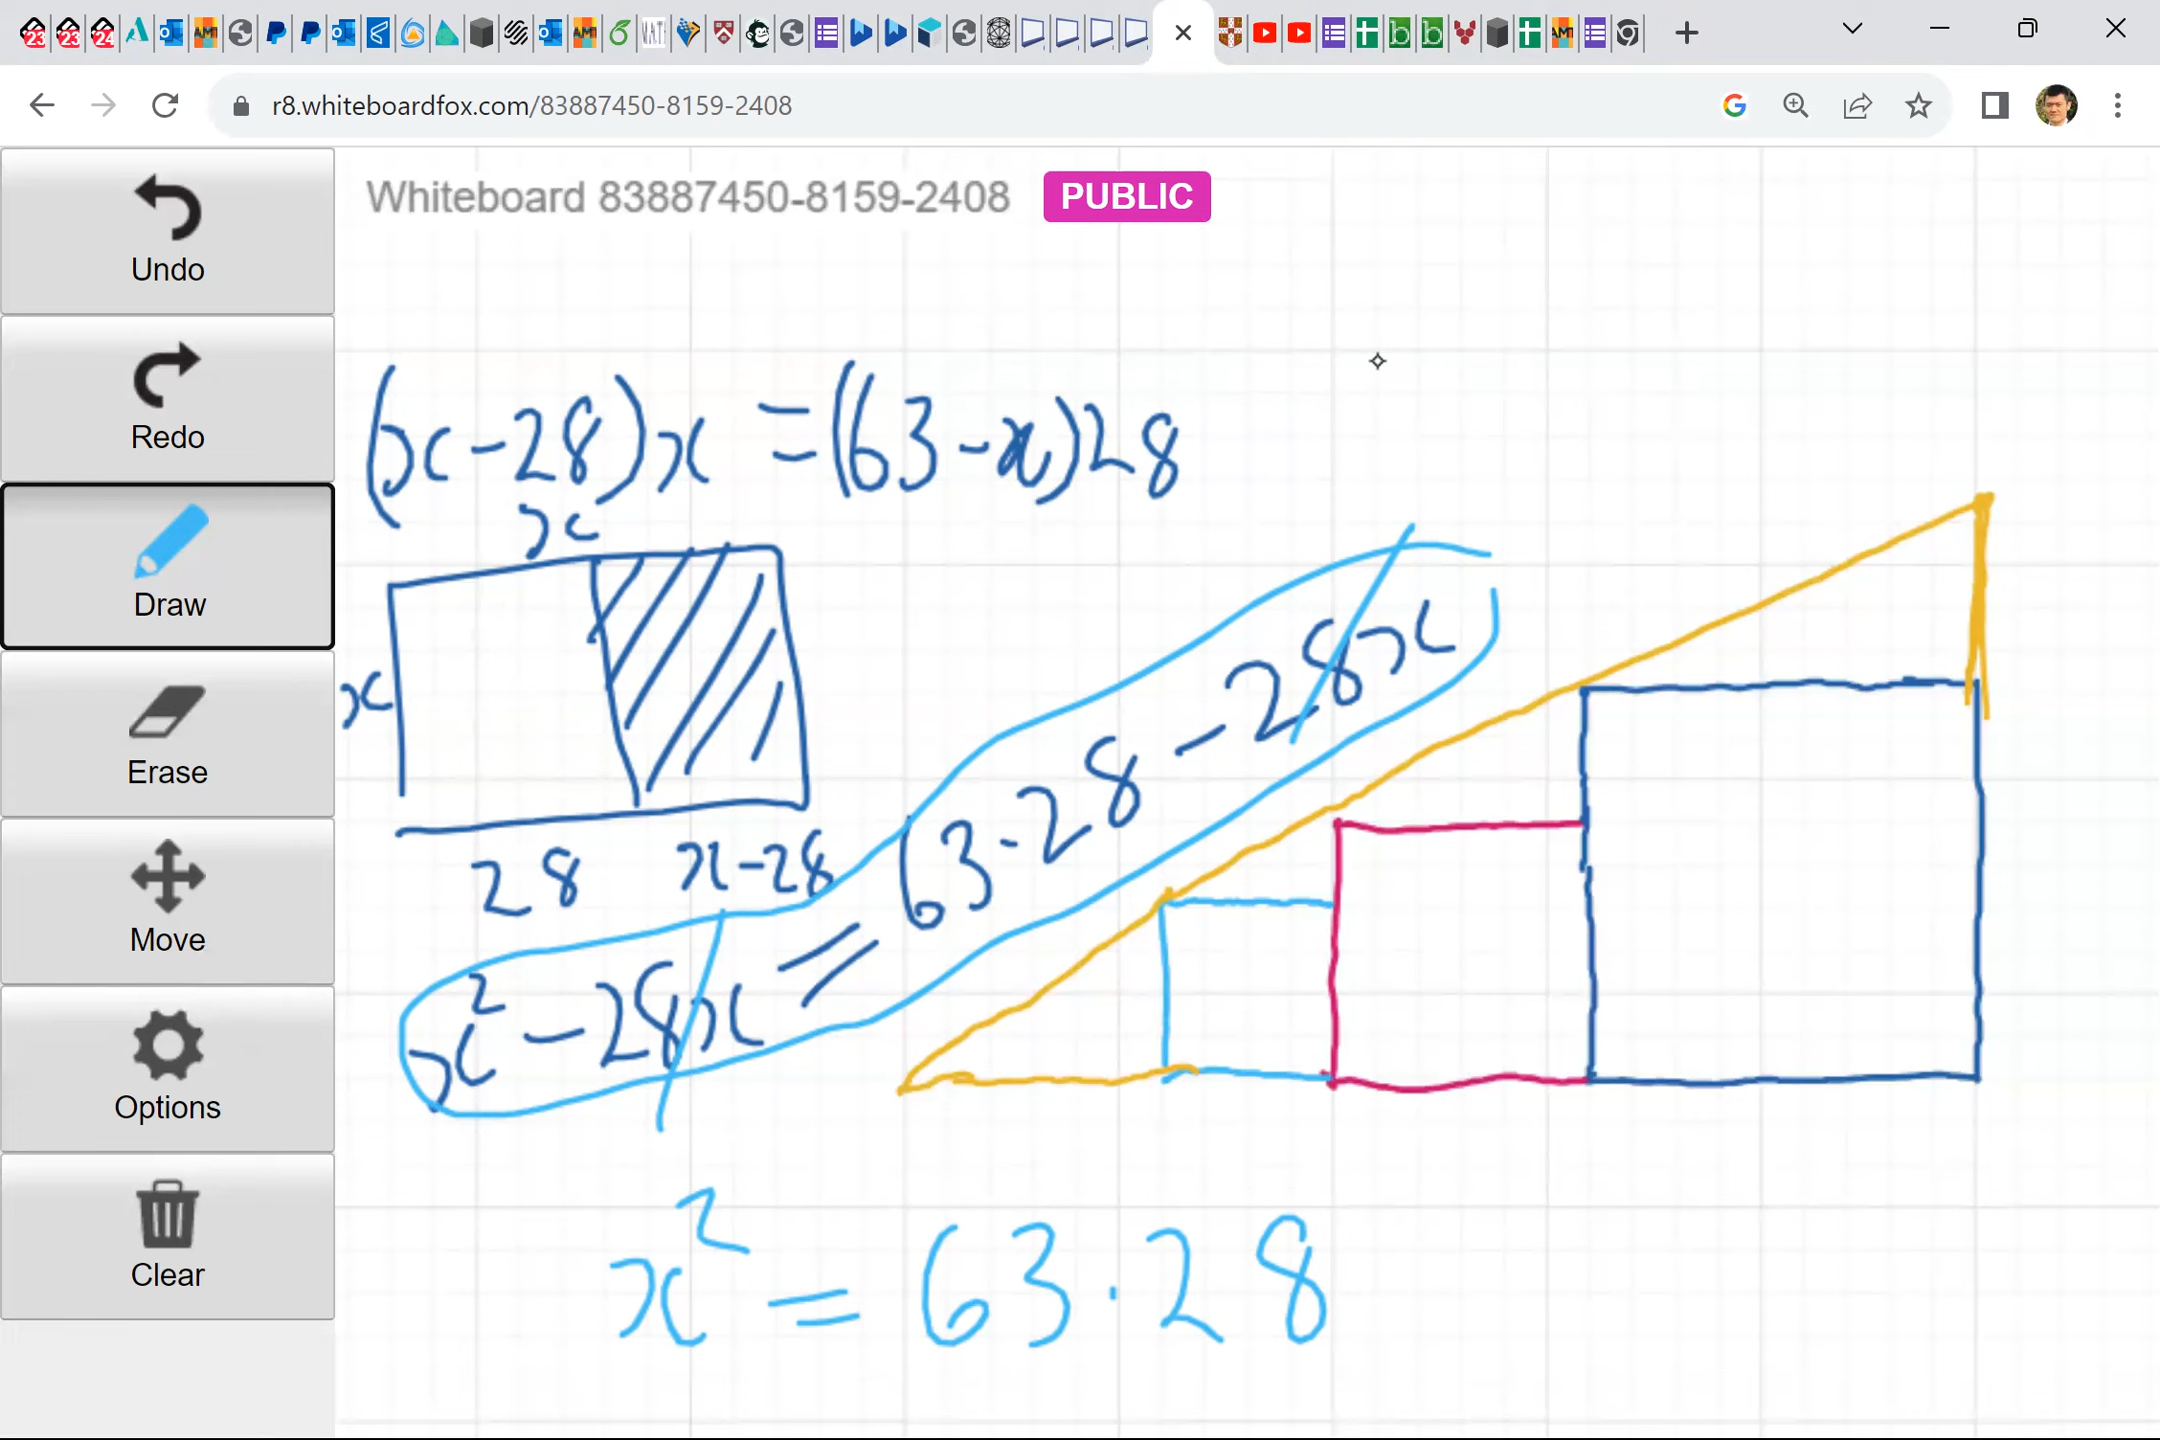 r8.whiteboardfox.com/83887450-8159-2408
Undo
Redo
Draw
Erase
Move
Options
Clear
Whiteboard 83887450-8159-2408 PUBLIC
(x-28)x = (63-x)28
x
x
28 x-28
x² - 28x = 63·28 - 28x
x² = 63·28